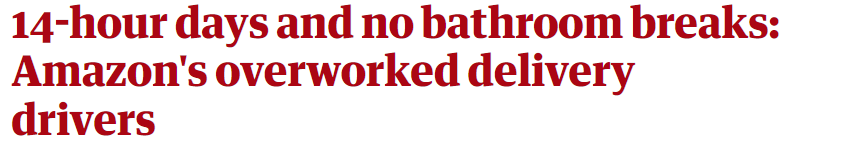 14-hour days and no bathroom breaks:
Amazon's overworked delivery
drivers